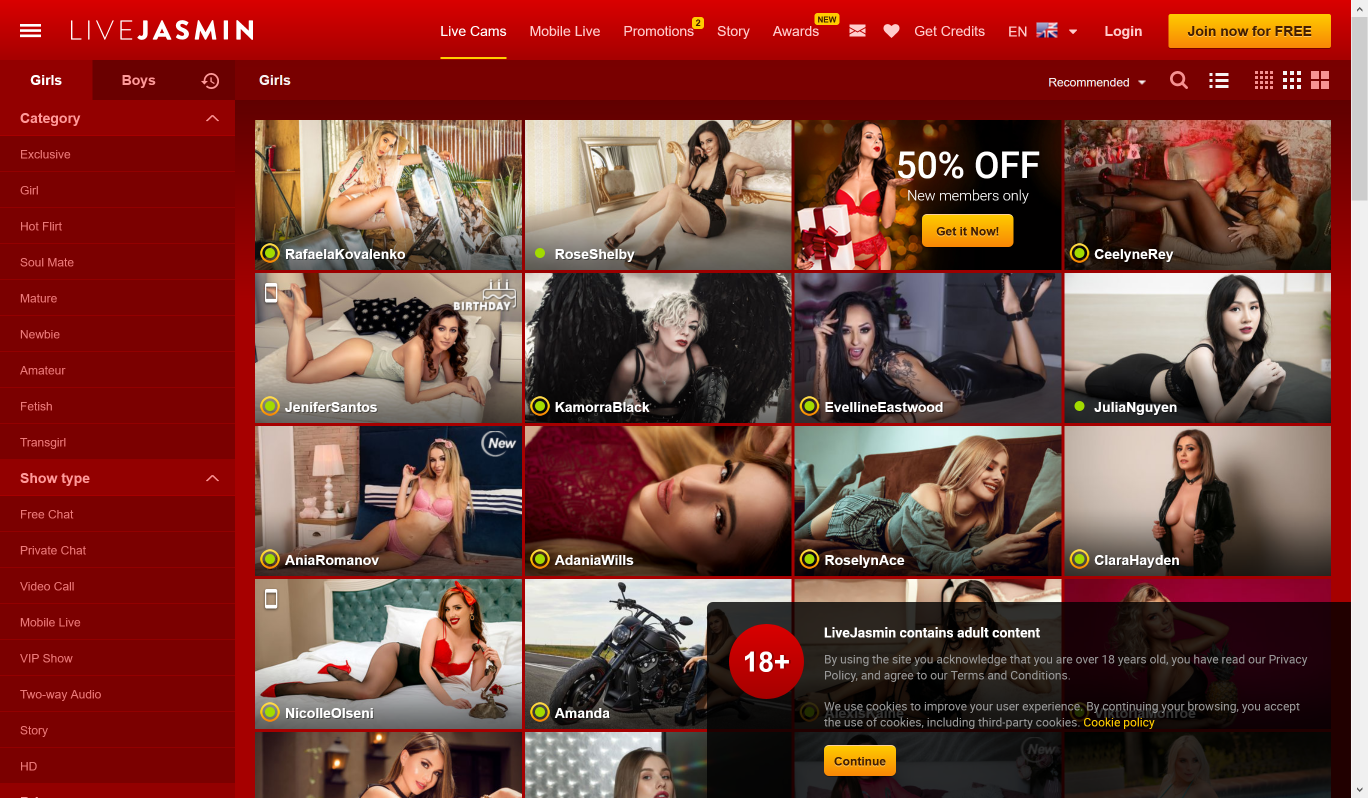 LIVEJASMIN
Live Cams
Mobile Live
Promotions 2
Story
Awards NEW
Get Credits
EN
Login
Join now for FREE
Girls
Boys
Girls
Recommended
Category
Exclusive
Girl
Hot Flirt
Soul Mate
Mature
Newbie
Amateur
Fetish
Transgirl
Show type
Free Chat
Private Chat
Video Call
Mobile Live
VIP Show
Two-way Audio
Story
HD
RafaelaKovalenko
RoseShelby
50% OFF
New members only
Get it Now!
CeelyneRey
BIRTHDAY
JeniferSantos
KamorraBlack
EvellineEastwood
JuliaNguyen
New
AniaRomanov
AdaniaWills
RoselynAce
ClaraHayden
NicolleOlseni
Amanda
AlexisKaine
ViktoriaMonroe
New
18+
LiveJasmin contains adult content
By using the site you acknowledge that you are over 18 years old, you have read our Privacy
Policy, and agree to our Terms and Conditions.
We use cookies to improve your user experience. By continuing your browsing, you accept
the use of cookies, including third-party cookies. Cookie policy
Continue